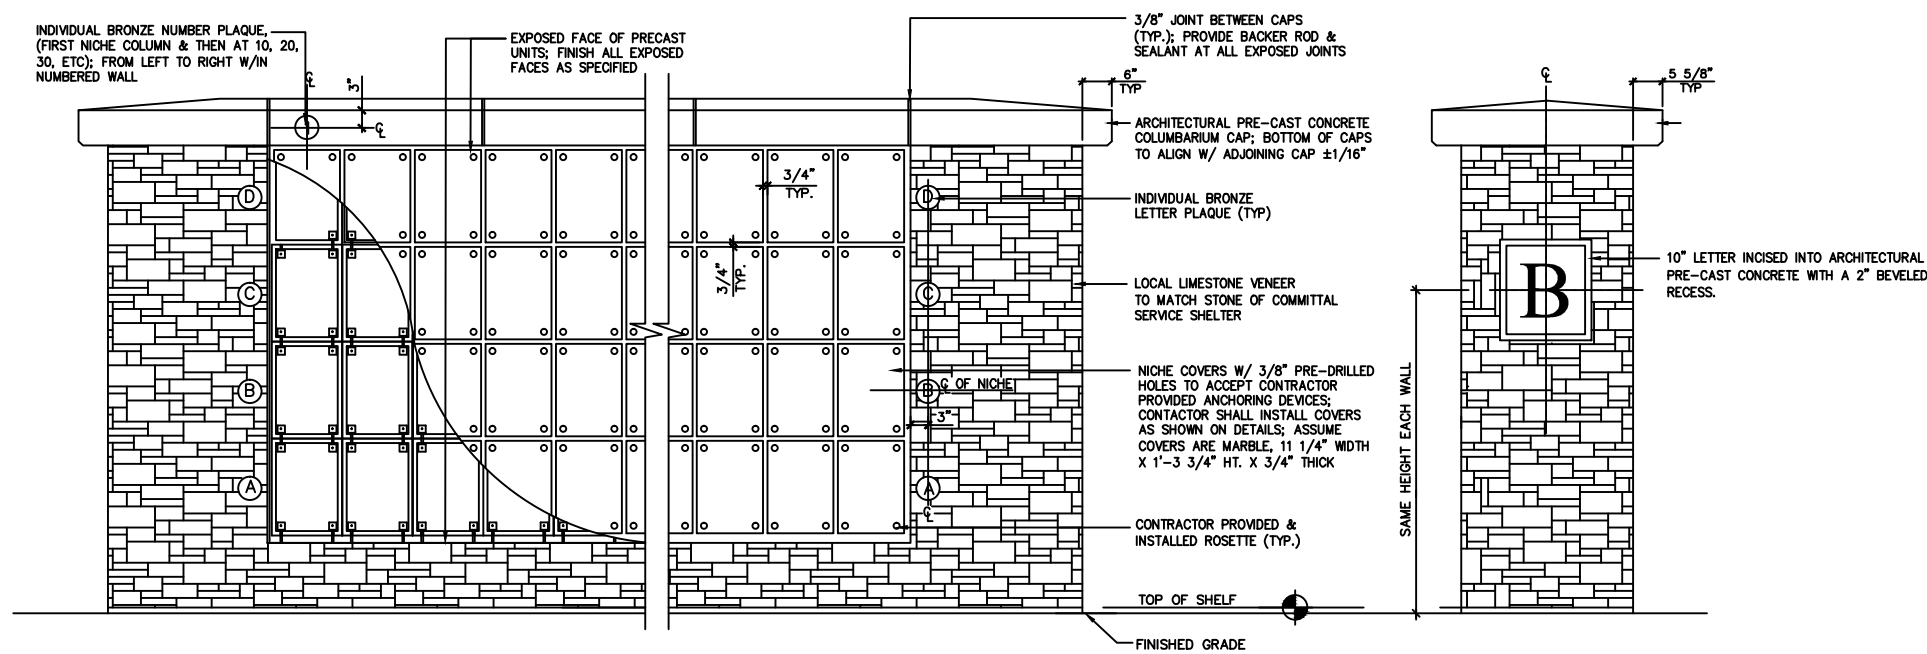 INDIVIDUAL BRONZE NUMBER PLAQUE,
(FIRST NICHE COLUMN & THEN AT 10, 20,
30, ETC); FROM LEFT TO RIGHT W/IN
NUMBERED WALL
EXPOSED FACE OF PRECAST
UNITS; FINISH ALL EXPOSED
FACES AS SPECIFIED
3/8" JOINT BETWEEN CAPS
(TYP.); PROVIDE BACKER ROD &
SEALANT AT ALL EXPOSED JOINTS
℄
3"
℄
6"
TYP
℄
5 5/8"
TYP
ARCHITECTURAL PRE-CAST CONCRETE
COLUMBARIUM CAP; BOTTOM OF CAPS
TO ALIGN W/ ADJOINING CAP ±1/16"
3/4"
TYP.
D
D
INDIVIDUAL BRONZE
LETTER PLAQUE (TYP)
3/4"
TYP.
C
C
LOCAL LIMESTONE VENEER
TO MATCH STONE OF COMMITTAL
SERVICE SHELTER
B
10" LETTER INCISED INTO ARCHITECTURAL
PRE-CAST CONCRETE WITH A 2" BEVELED
RECESS.
B
B
℄ OF NICHE
3"
NICHE COVERS W/ 3/8" PRE-DRILLED
HOLES TO ACCEPT CONTRACTOR
PROVIDED ANCHORING DEVICES;
CONTACTOR SHALL INSTALL COVERS
AS SHOWN ON DETAILS; ASSUME
COVERS ARE MARBLE, 11 1/4" WIDTH
X 1'-3 3/4" HT. X 3/4" THICK
A
A
℄
CONTRACTOR PROVIDED &
INSTALLED ROSETTE (TYP.)
SAME HEIGHT EACH WALL
TOP OF SHELF
FINISHED GRADE